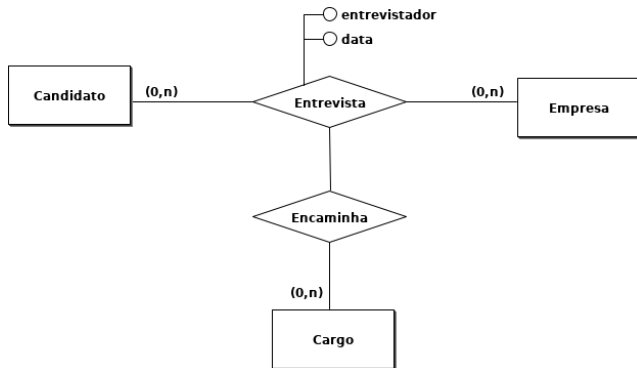 entrevistador
data
Candidato
(0,n)
Entrevista
(0,n)
Empresa
Encaminha
(0,n)
Cargo